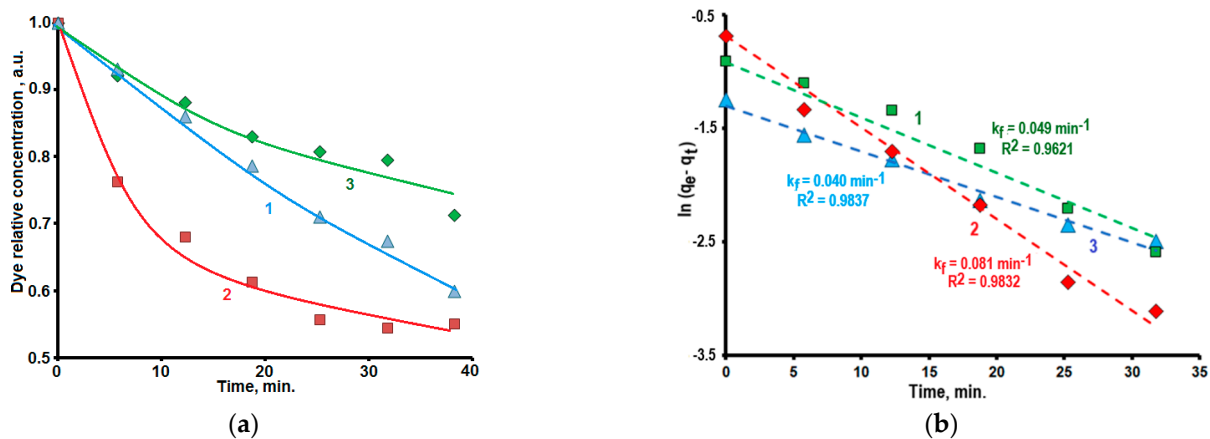 Dye relative concentration , a.u.
1.0
0.9
0.8
0.7
0.6
0.5
0
10
20
30
40
Time, min.
3
1
2
(a)
ln (qe- qt)
-0.5
-1.5
-2.5
-3.5
0
5
10
15
20
25
30
35
Time, min.
1
kf = 0.049 min-1
R2 = 0.9621
kf = 0.040 min-1
R2 = 0.9837
2
3
kf = 0.081 min-1
R2 = 0.9832
(b)